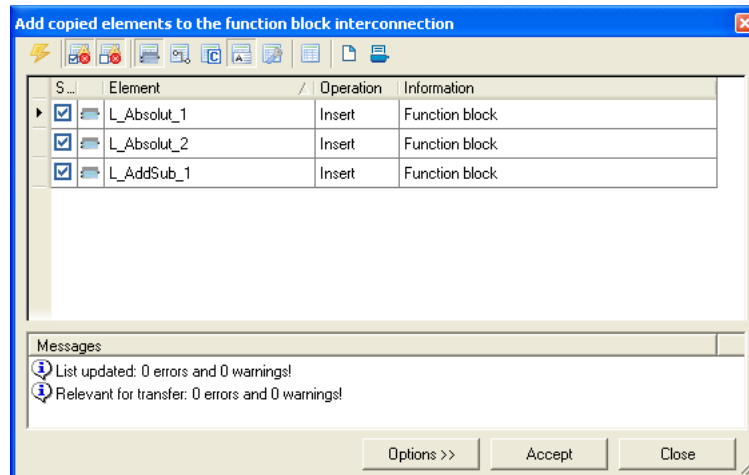 Add copied elements to the function block interconnection
S... Element Operation Information
L_Absolut_1 Insert Function block
L_Absolut_2 Insert Function block
L_AddSub_1 Insert Function block
Messages
List updated: 0 errors and 0 warnings!
Relevant for transfer: 0 errors and 0 warnings!
Options >> Accept Close